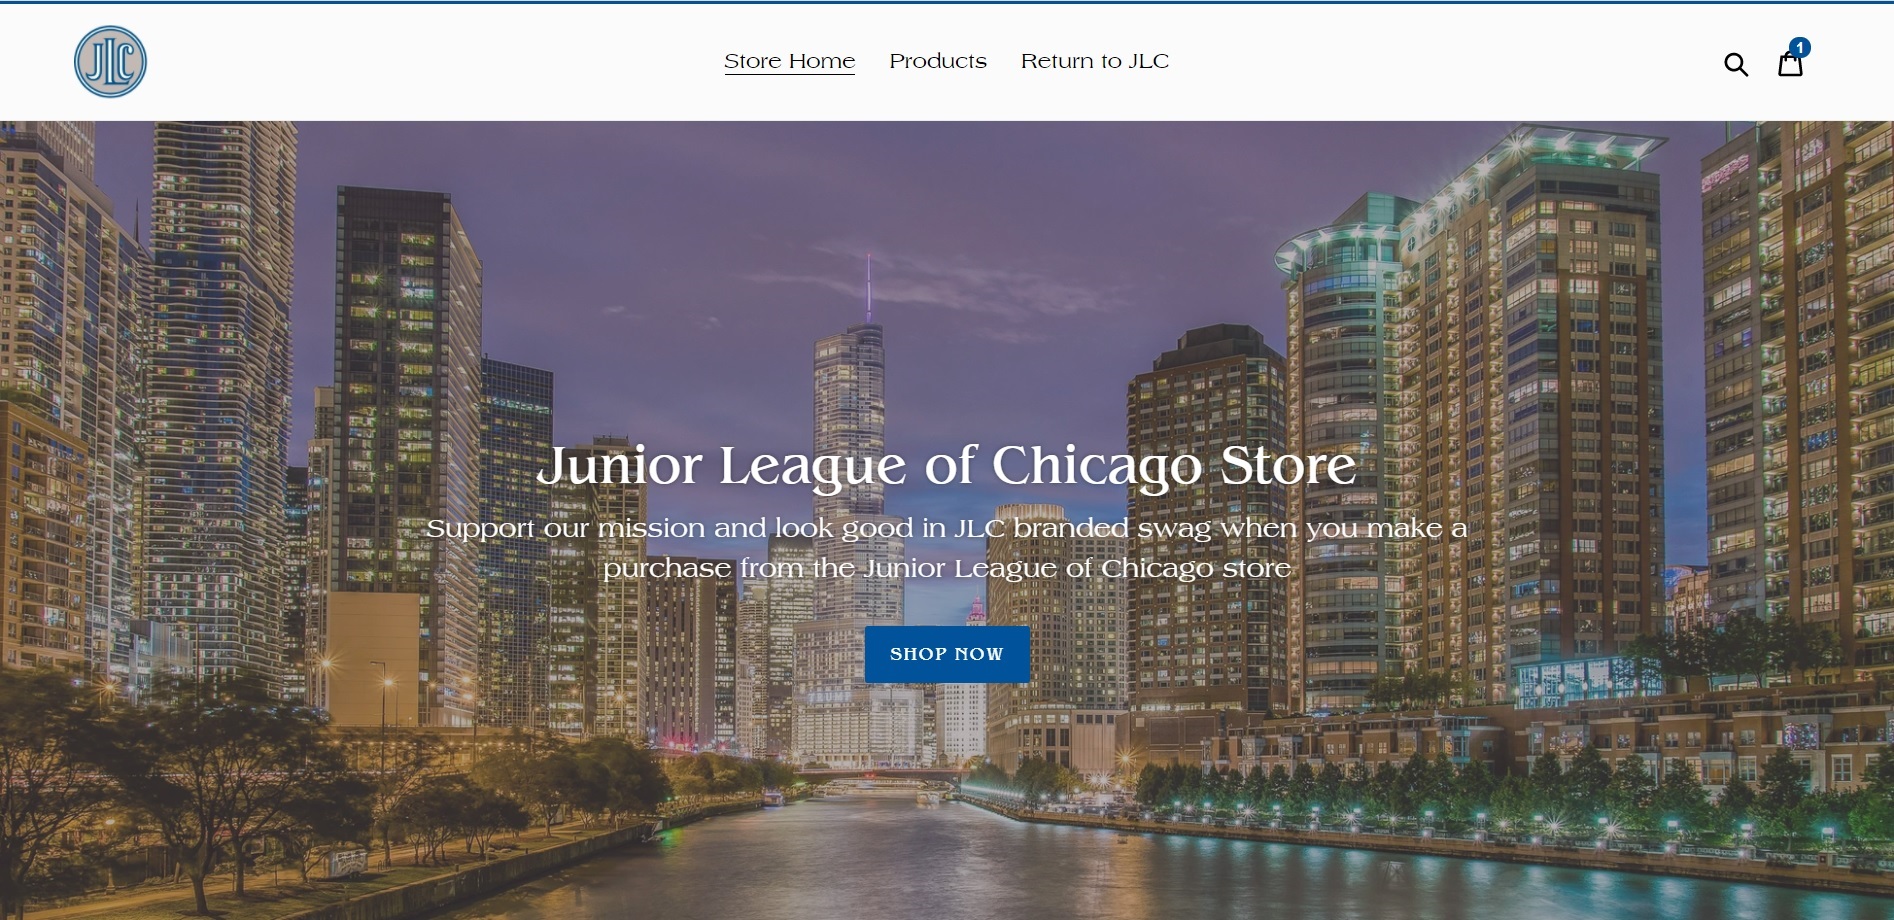 JLC
Store Home
Products
Return to JLC
1
Junior League of Chicago Store
Support our mission and look good in JLC branded swag when you make a
purchase from the Junior League of Chicago store
SHOP NOW